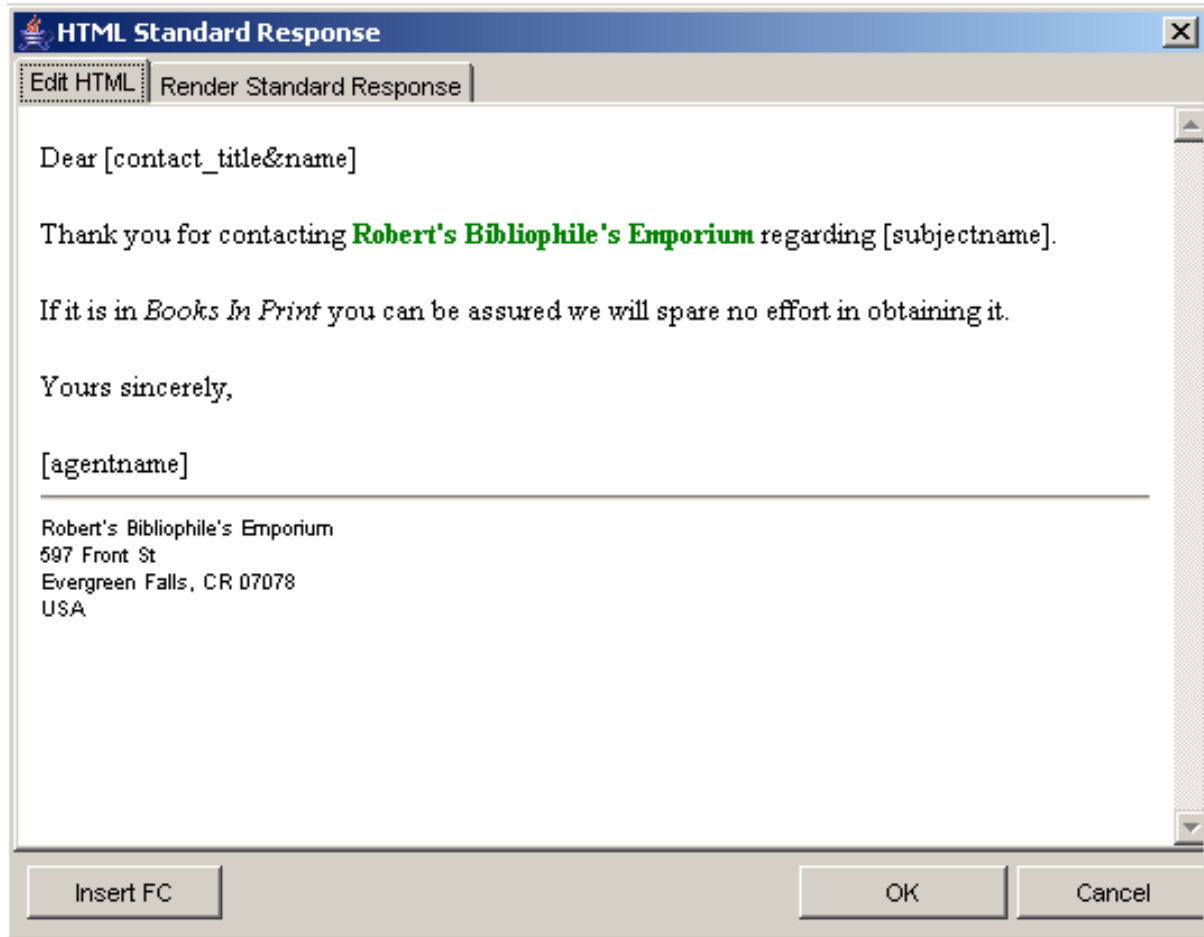 HTML Standard Response
Edit HTML Render Standard Response
Dear [contact_title&name]
Thank you for contacting Robert's Bibliophile's Emporium regarding [subjectname].
If it is in Books In Print you can be assured we will spare no effort in obtaining it.
Yours sincerely,
[agentname]
Robert's Bibliophile's Emporium
597 Front St
Evergreen Falls, CR 07078
USA
Insert FC OK Cancel